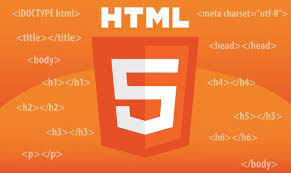 <!DOCTYPE html>
HTML
<meta charset="utf-8">
<title></title>
<head></head>
<body>
5
<h1></h1>
<h4></h4>
<h2></h2>
<h5></h5>
<h3></h3>
<h6></h6>
<p></p>
</body>